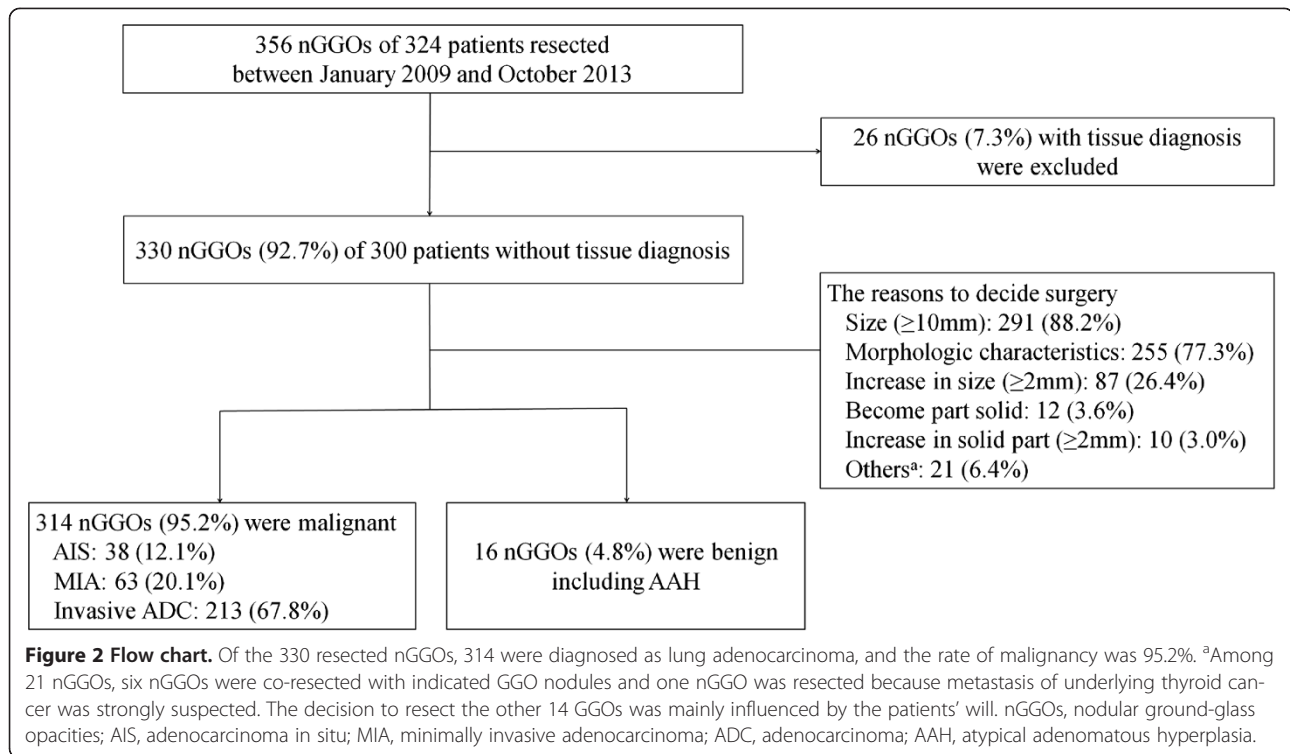 356 nGGOs of 324 patients resected
between January 2009 and October 2013
26 nGGOs (7.3%) with tissue diagnosis
were excluded
330 nGGOs (92.7%) of 300 patients without tissue diagnosis
The reasons to decide surgery
Size (≥10mm): 291 (88.2%)
Morphologic characteristics: 255 (77.3%)
Increase in size (≥2mm): 87 (26.4%)
Become part solid: 12 (3.6%)
Increase in solid part (≥2mm): 10 (3.0%)
Othersᵃ: 21 (6.4%)
314 nGGOs (95.2%) were malignant
AIS: 38 (12.1%)
MIA: 63 (20.1%)
Invasive ADC: 213 (67.8%)
16 nGGOs (4.8%) were benign
including AAH
Figure 2 Flow chart. Of the 330 resected nGGOs, 314 were diagnosed as lung adenocarcinoma, and the rate of malignancy was 95.2%. ᵃAmong
21 nGGOs, six nGGOs were co-resected with indicated GGO nodules and one nGGO was resected because metastasis of underlying thyroid can-
cer was strongly suspected. The decision to resect the other 14 GGOs was mainly influenced by the patients' will. nGGOs, nodular ground-glass
opacities; AIS, adenocarcinoma in situ; MIA, minimally invasive adenocarcinoma; ADC, adenocarcinoma; AAH, atypical adenomatous hyperplasia.